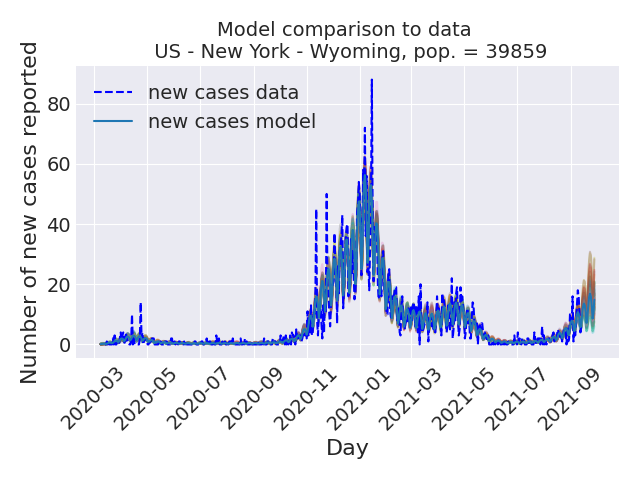 Model comparison to data
US - New York - Wyoming, pop. = 39859
Number of new cases reported
80
60
40
20
0
new cases data
new cases model
2020-03
2020-05
2020-07
2020-09
2020-11
2021-01
2021-03
2021-05
2021-07
2021-09
Day